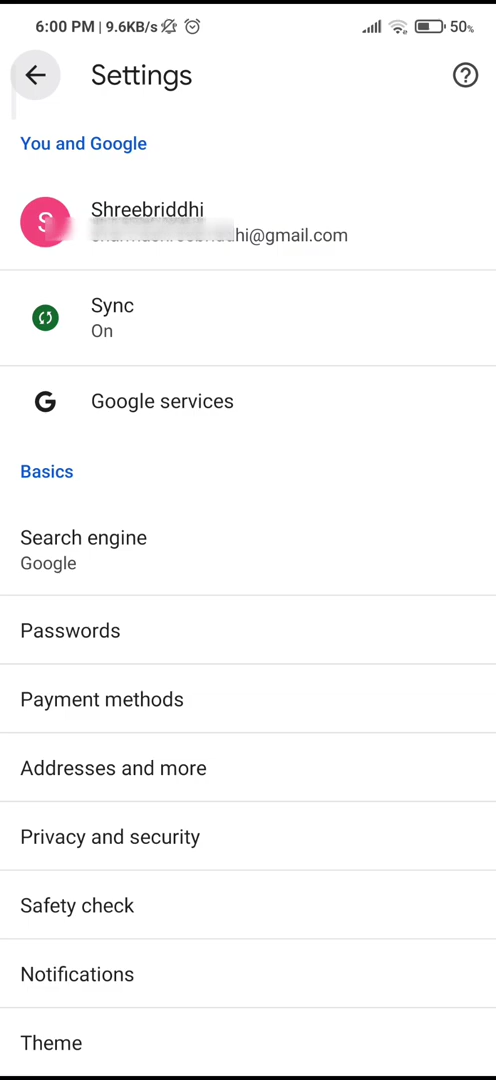 6:00 PM | 9.6KB/s 50%
Settings
You and Google
S
Shreebriddhi
hi@gmail.com
Sync
On
Google services
Basics
Search engine
Google
Passwords
Payment methods
Addresses and more
Privacy and security
Safety check
Notifications
Theme